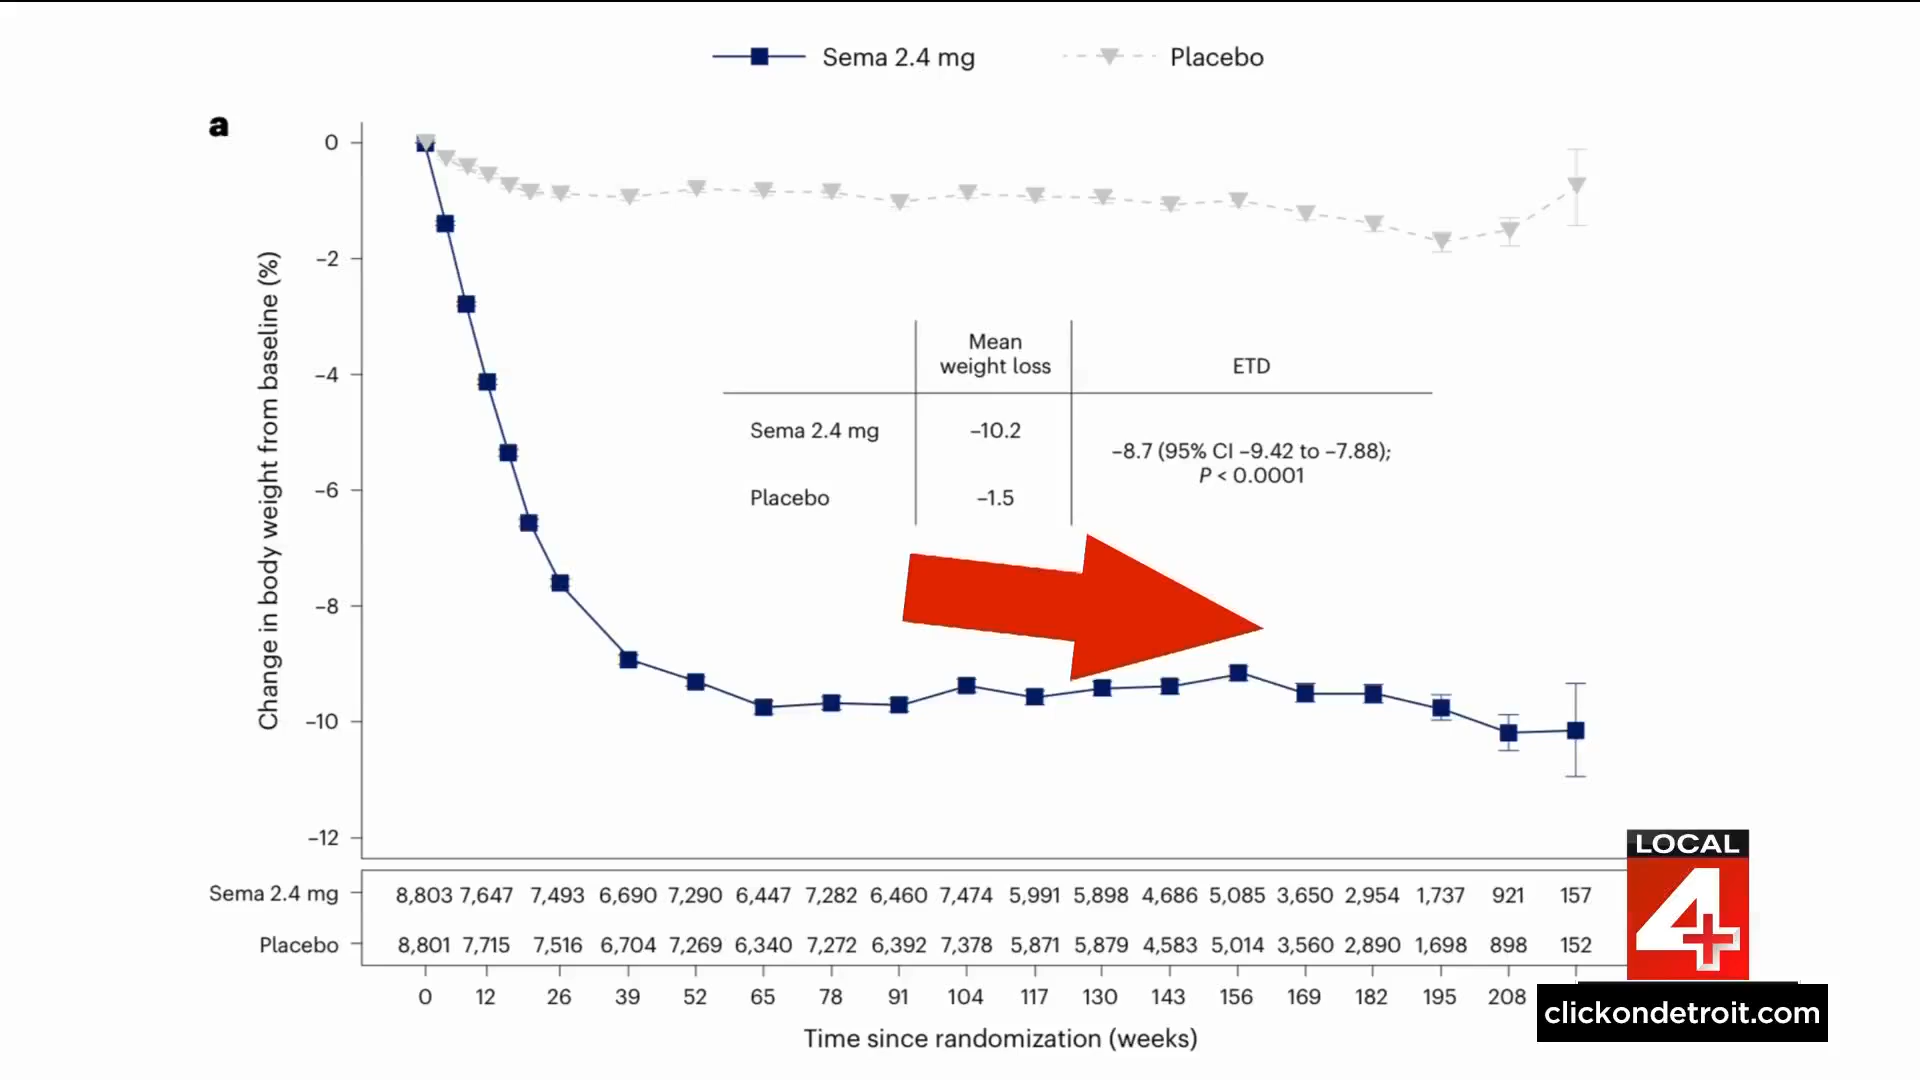 Sema 2.4 mg Placebo
a
0
−2
−4
−6
−8
−10
−12
Change in body weight from baseline (%)
Mean
weight loss
ETD
Sema 2.4 mg
−10.2
−8.7 (95% CI −9.42 to −7.88);
P < 0.0001
Placebo
−1.5
Sema 2.4 mg 8,803 7,647 7,493 6,690 7,290 6,447 7,282 6,460 7,474 5,991 5,898 4,686 5,085 3,650 2,954 1,737 921 157
Placebo 8,801 7,715 7,516 6,704 7,269 6,340 7,272 6,392 7,378 5,871 5,879 4,583 5,014 3,560 2,890 1,698 898 152
0 12 26 39 52 65 78 91 104 117 130 143 156 169 182 195 208
Time since randomization (weeks)
LOCAL
4+
clickondetroit.com